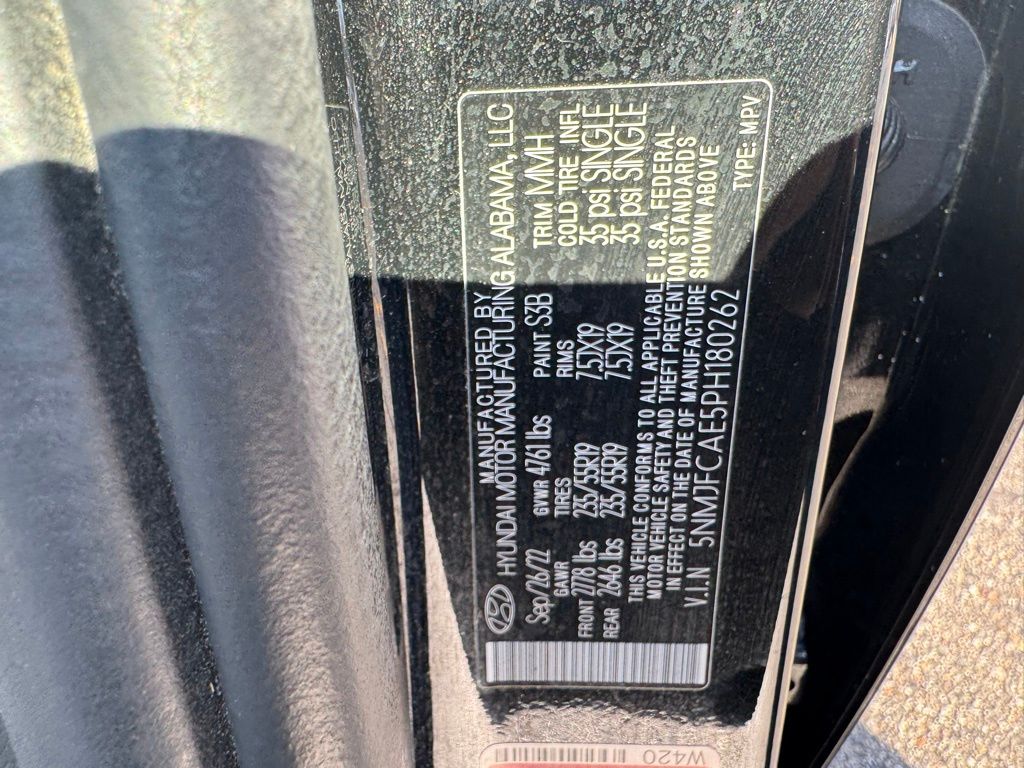 MANUFACTURED BY
HYUNDAI MOTOR MANUFACTURING ALABAMA, LLC
Sep/26/22 GVWR 4761 lbs PAINT S3B TRIM MMH
GAWR TIRES RIMS COLD TIRE INFL
FRONT 2778 lbs 235/55R19 7.5JX19 35 psi SINGLE
REAR 2646 lbs 235/55R19 7.5JX19 35 psi SINGLE
THIS VEHICLE CONFORMS TO ALL APPLICABLE U.S.A. FEDERAL
MOTOR VEHICLE SAFETY AND THEFT PREVENTION STANDARDS
IN EFFECT ON THE DATE OF MANUFACTURE SHOWN ABOVE
V.I.N 5NMJFCAE5PH180262 TYPE: MPV
W420